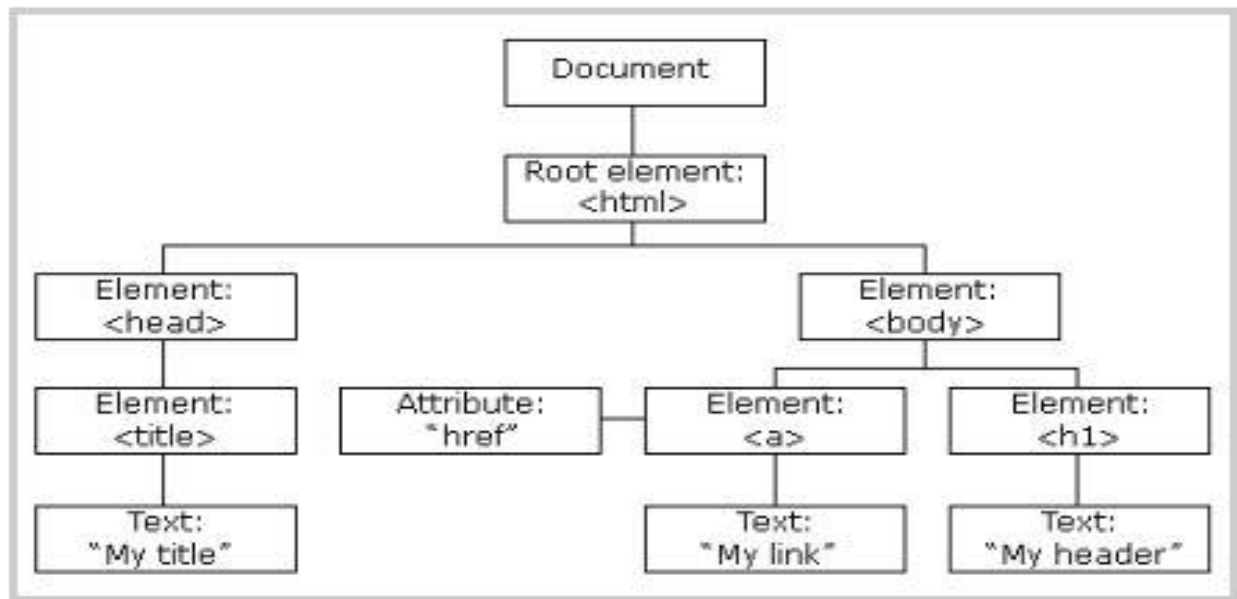 Document
Root element:
<html>
Element:
<head>
Element:
<body>
Element:
<title>
Attribute:
“href”
Element:
<a>
Element:
<h1>
Text:
“My title”
Text:
“My link”
Text:
“My header”